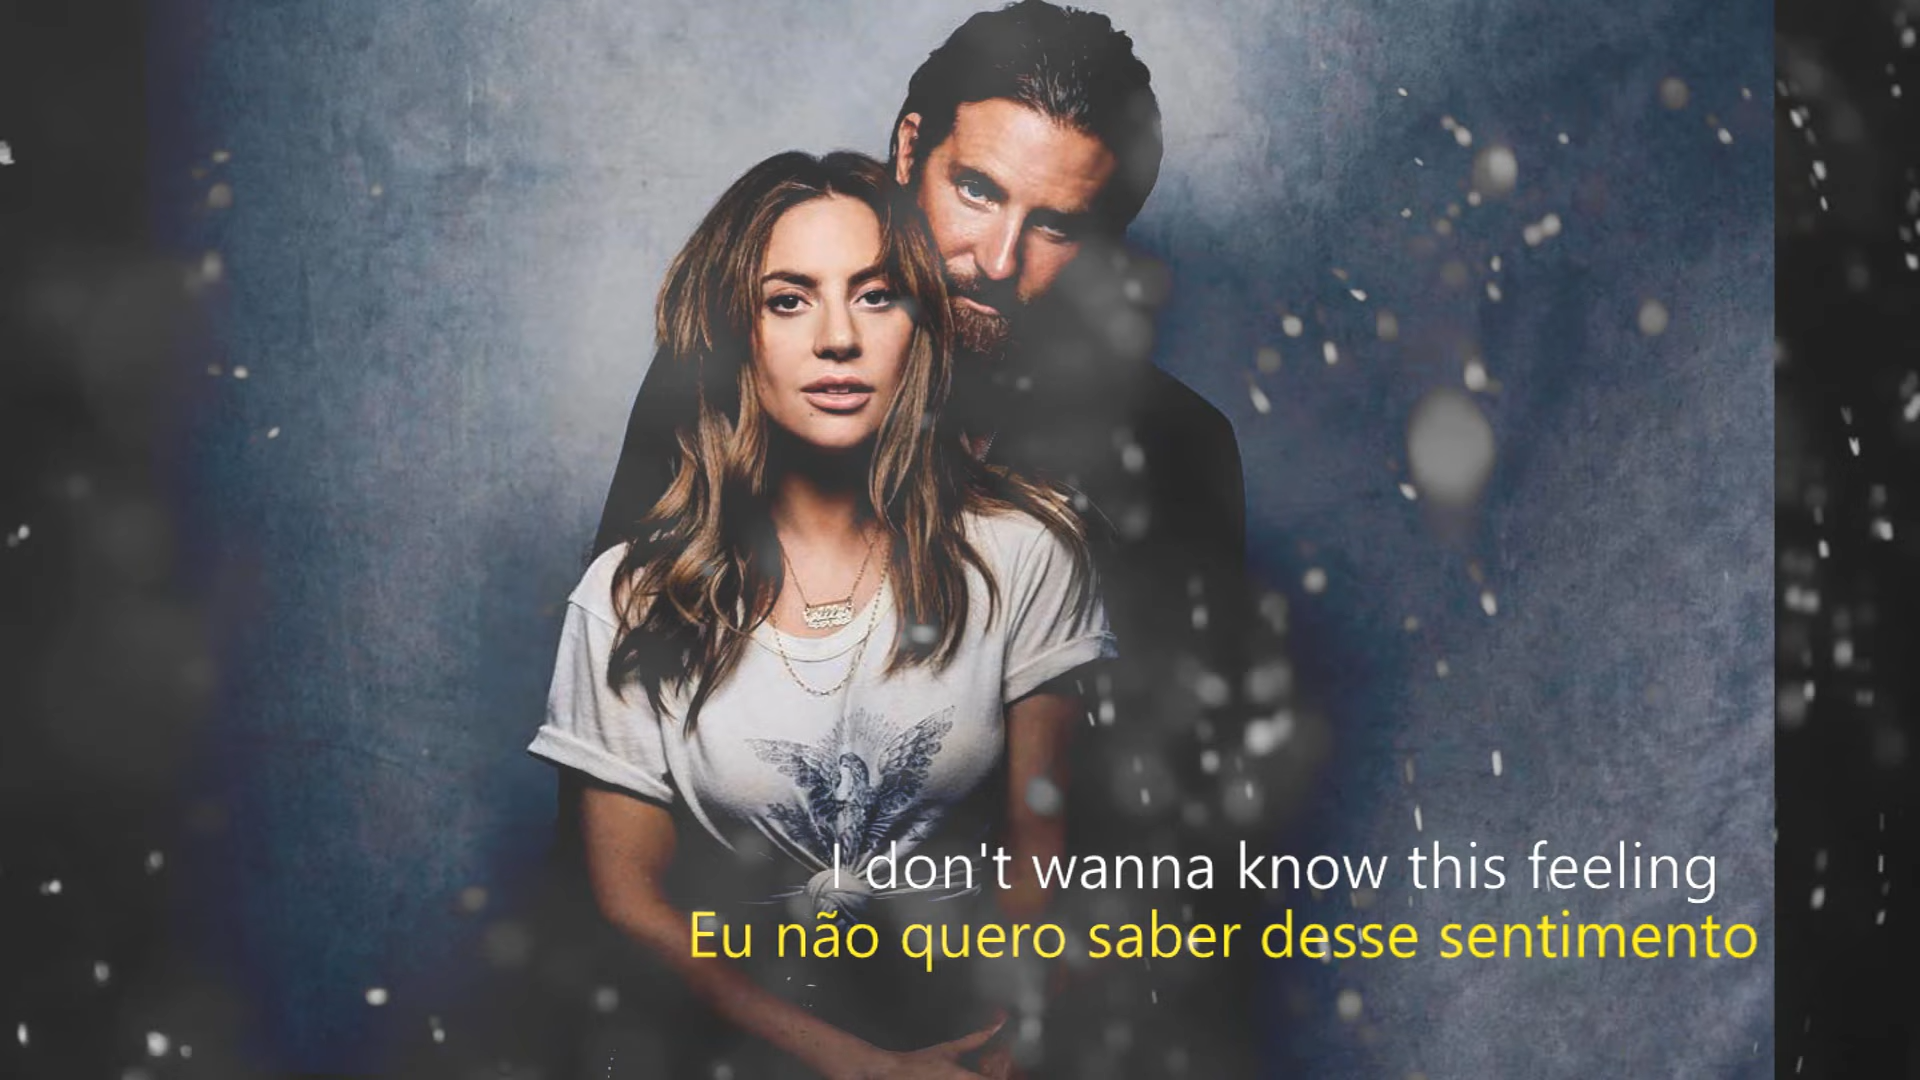 I don't wanna know this feeling
Eu não quero saber desse sentimento